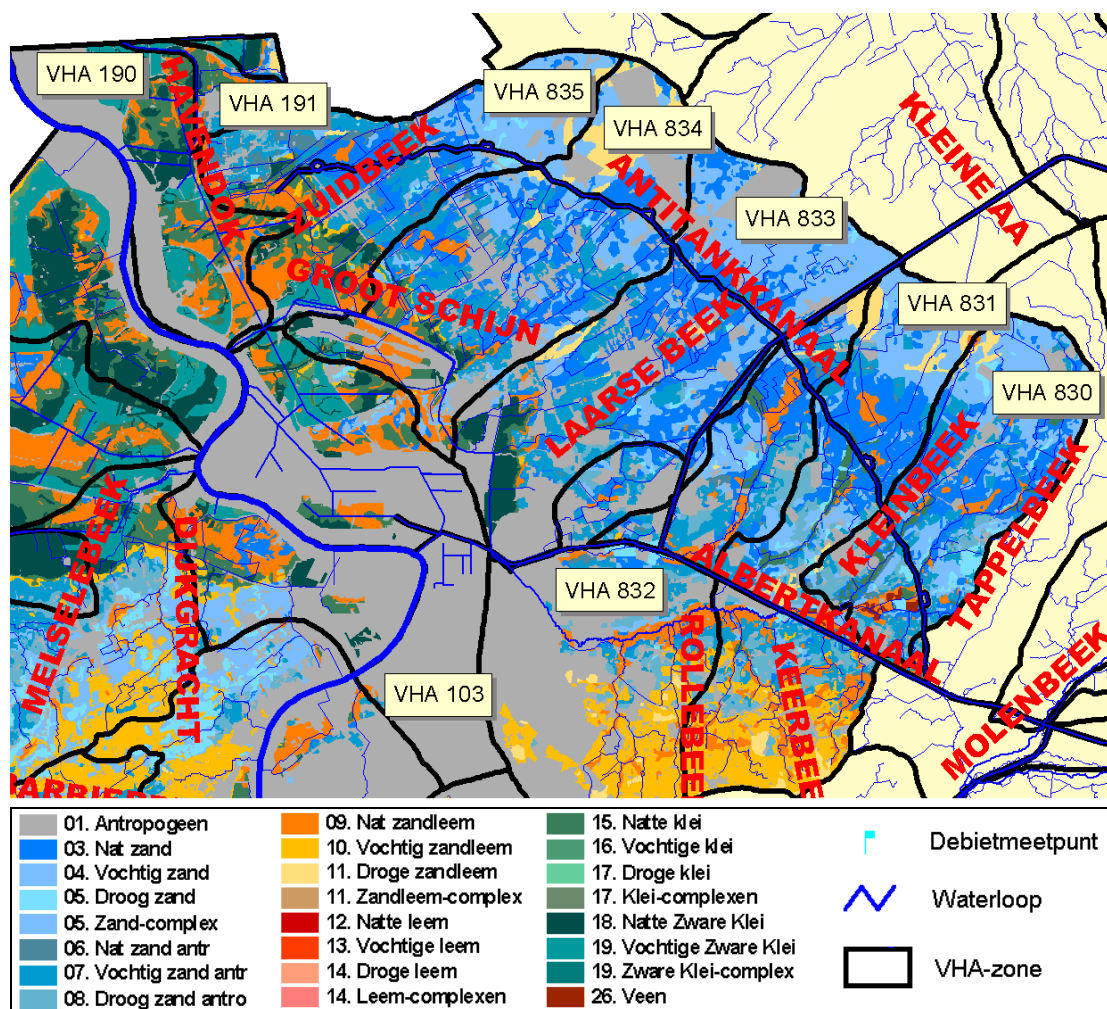 VHA 190
HAVENDOK
VHA 191
VHA 835
VHA 834
KLEINE AA
ZUIDBEEK
ANTITANKKANAAL
VHA 833
GROOT SCHIJN
LAARSE BEEK
VHA 831
VHA 830
KLEINBEEK
TAPPELBEEK
MELSELEBEEK
DIJKGRACHT
VHA 832
ALBERTKANAAL
ROLLEBEE
KEERBEE
MOLENBEEK
VHA 103
01. Antropogeen
03. Nat zand
04. Vochtig zand
05. Droog zand
05. Zand-complex
06. Nat zand antr
07. Vochtig zand antr
08. Droog zand antro
09. Nat zandleem
10. Vochtig zandleem
11. Droge zandleem
11. Zandleem-complex
12. Natte leem
13. Vochtige leem
14. Droge leem
14. Leem-complexen
15. Natte klei
16. Vochtige klei
17. Droge klei
17. Klei-complexen
18. Natte Zware Klei
19. Vochtige Zware Klei
19. Zware Klei-complex
26. Veen
Debietmeetpunt
Waterloop
VHA-zone